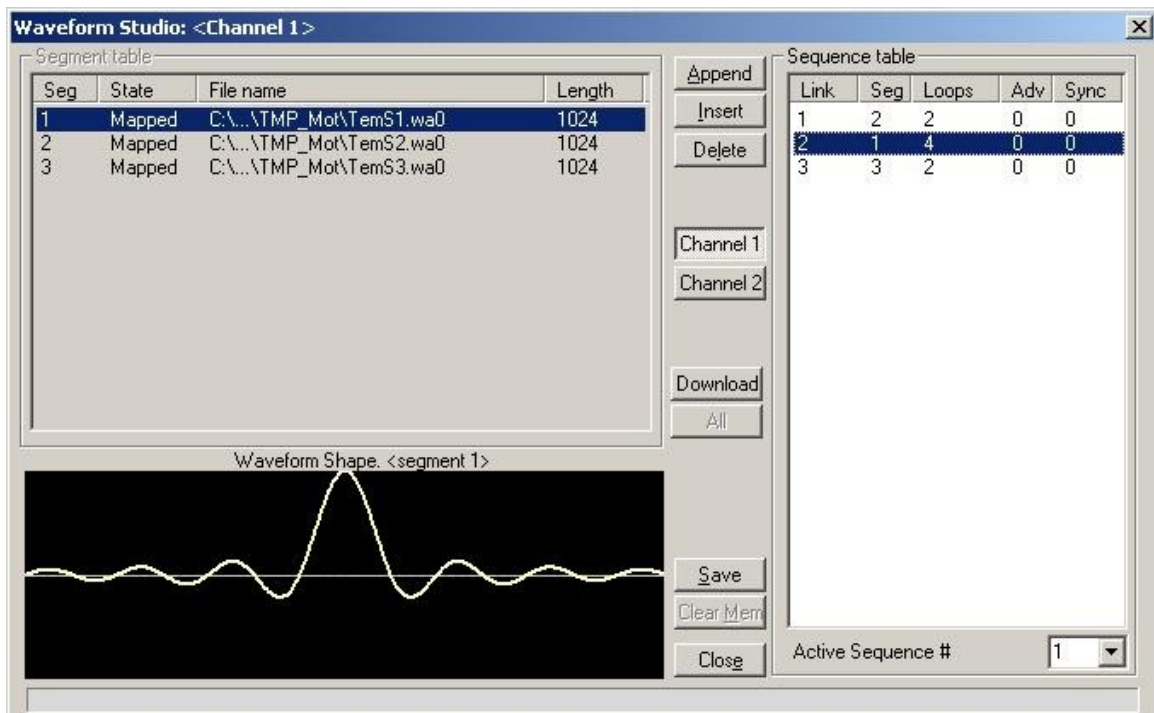 Waveform Studio: <Channel 1>
Segment table
Seg State File name Length
1 Mapped C:\...\TMP_Mot\TemS1.wa0 1024
2 Mapped C:\...\TMP_Mot\TemS2.wa0 1024
3 Mapped C:\...\TMP_Mot\TemS3.wa0 1024
Waveform Shape. <segment 1>
Append
Insert
Delete
Channel 1
Channel 2
Download
All
Save
Clear Mem
Close
Sequence table
Link Seg Loops Adv Sync
1 2 2 0 0
2 1 4 0 0
3 3 2 0 0
Active Sequence # 1